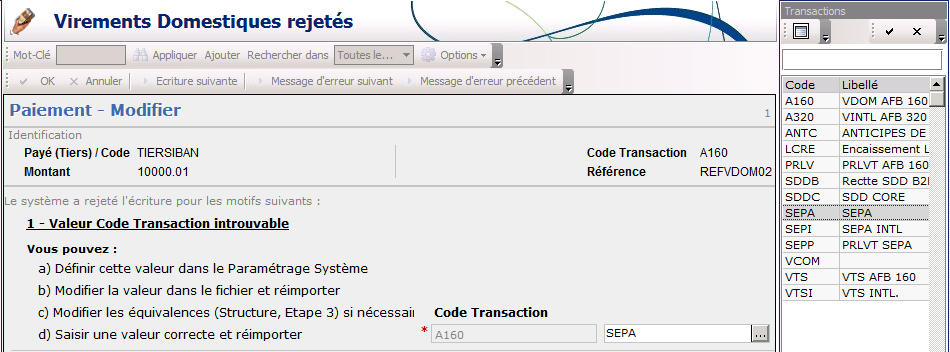 Virements Domestiques rejetés
Mot-Clé Appliquer Ajouter Rechercher dans Toutes le... Options
OK Annuler Ecriture suivante Message d'erreur suivant Message d'erreur précédent
Paiement - Modifier 1
Identification
Payé (Tiers) / Code TIERSIBAN Code Transaction A160
Montant 10000.01 Référence REFVDOM02
Le système a rejeté l'écriture pour les motifs suivants :
1 - Valeur Code Transaction introuvable
Vous pouvez :
a) Définir cette valeur dans le Paramétrage Système
b) Modifier la valeur dans le fichier et réimporter
c) Modifier les équivalences (Structure, Etape 3) si nécessair Code Transaction
d) Saisir une valeur correcte et réimporter * A160 SEPA ...
Transactions
Code Libellé
A160 VDOM AFB 160
A320 VINTL AFB 320
ANTC ANTICIPES DE
LCRE Encaissement L
PRLV PRLVT AFB 160
SDDB Rectte SDD B2
SDDC SDD CORE
SEPA SEPA
SEPI SEPA INTL
SEPP PRLVT SEPA
VCOM
VTS VTS AFB 160
VTSI VTS INTL.